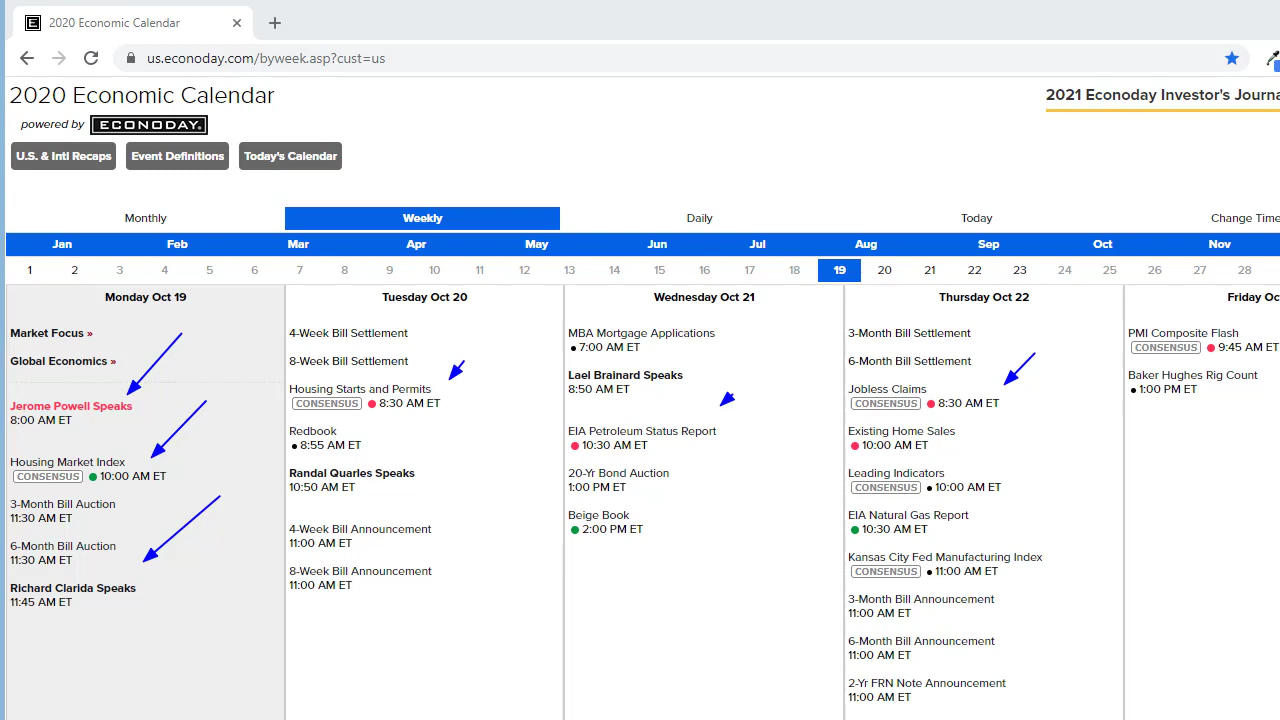 2020 Economic Calendar
us.econoday.com/byweek.asp?cust=us
2020 Economic Calendar
2021 Econoday Investor's Journa
powered by ECONODAY
U.S. & Intl Recaps Event Definitions Today's Calendar
Monthly Weekly Daily Today Change Time
Jan Feb Mar Apr May Jun Jul Aug Sep Oct Nov
1 2 3 4 5 6 7 8 9 10 11 12 13 14 15 16 17 18 19 20 21 22 23 24 25 26 27 28
Monday Oct 19
Market Focus »
Global Economics »
Jerome Powell Speaks
8:00 AM ET
Housing Market Index
CONSENSUS 10:00 AM ET
3-Month Bill Auction
11:30 AM ET
6-Month Bill Auction
11:30 AM ET
Richard Clarida Speaks
11:45 AM ET
Tuesday Oct 20
4-Week Bill Settlement
8-Week Bill Settlement
Housing Starts and Permits
CONSENSUS 8:30 AM ET
Redbook
8:55 AM ET
Randal Quarles Speaks
10:50 AM ET
4-Week Bill Announcement
11:00 AM ET
8-Week Bill Announcement
11:00 AM ET
Wednesday Oct 21
MBA Mortgage Applications
7:00 AM ET
Lael Brainard Speaks
8:50 AM ET
EIA Petroleum Status Report
10:30 AM ET
20-Yr Bond Auction
1:00 PM ET
Beige Book
2:00 PM ET
Thursday Oct 22
3-Month Bill Settlement
6-Month Bill Settlement
Jobless Claims
CONSENSUS 8:30 AM ET
Existing Home Sales
10:00 AM ET
Leading Indicators
CONSENSUS 10:00 AM ET
EIA Natural Gas Report
10:30 AM ET
Kansas City Fed Manufacturing Index
CONSENSUS 11:00 AM ET
3-Month Bill Announcement
11:00 AM ET
6-Month Bill Announcement
11:00 AM ET
2-Yr FRN Note Announcement
11:00 AM ET
Friday Oc
PMI Composite Flash
CONSENSUS 9:45 AM ET
Baker Hughes Rig Count
1:00 PM ET